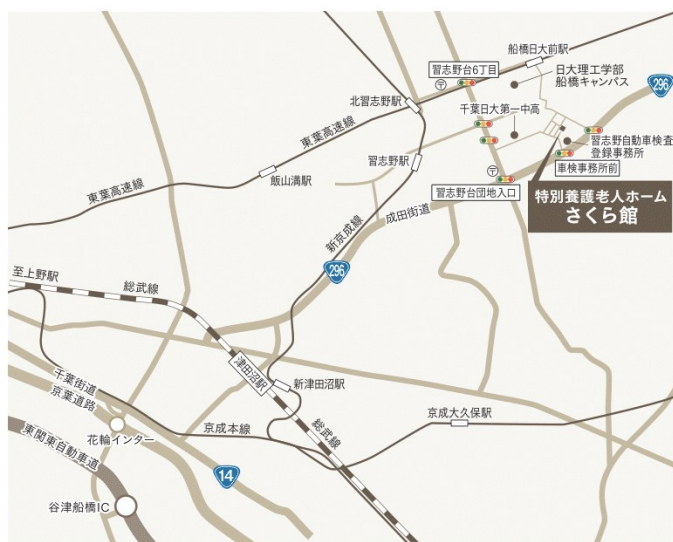 船橋日大前駅
習志野台6丁目
日大理工学部
船橋キャンパス
296
北習志野駅
千葉日大第一中高
東葉高速線
習志野駅
習志野自動車検査
登録事務所
車検事務所前
飯山満駅
習志野台団地入口
東葉高速線
成田街道
特別養護老人ホーム
さくら館
新京成線
296
至上野駅
総武線
津田沼駅
新津田沼駅
千葉街道
京葉道路
京成大久保駅
京成本線
総武線
花輪インター
東関東自動車道
14
谷津船橋IC